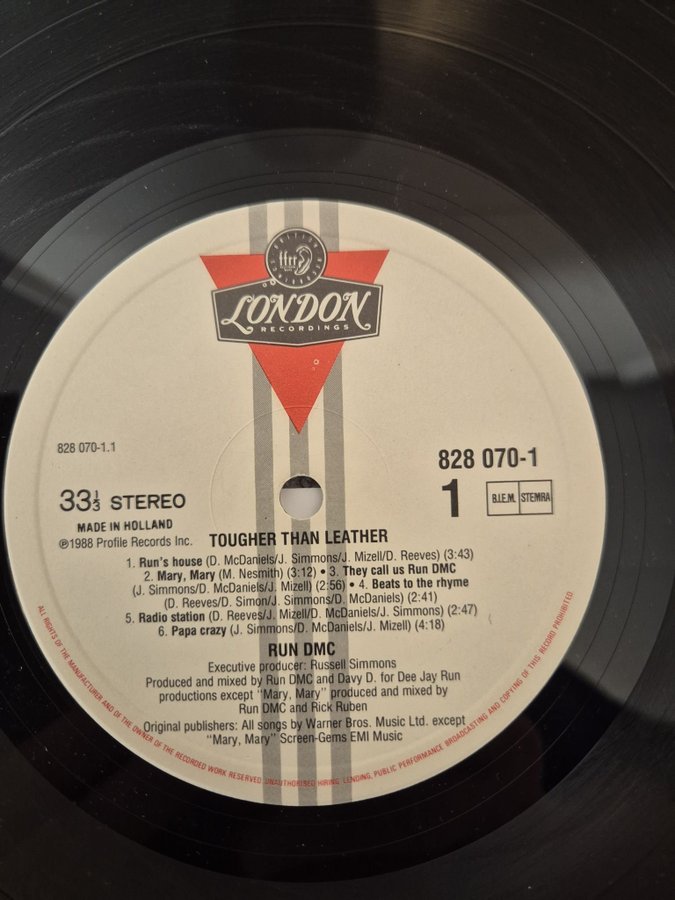 BRITISH RECORDINGS
ffrr
LONDON
RECORDINGS
828 070-1.1
828 070-1
33⅓ STEREO
1
B.I.E.M. STEMRA
MADE IN HOLLAND
℗1988 Profile Records Inc.
TOUGHER THAN LEATHER
1. Run's house (D. McDaniels/J. Simmons/J. Mizell/D. Reeves) (3:43)
2. Mary, Mary (M. Nesmith) (3:12) • 3. They call us Run DMC
(J. Simmons/D. McDaniels/J. Mizell) (2:56) • 4. Beats to the rhyme
(D. Reeves/D. Simon/J. Simmons/D. McDaniels) (2:41)
5. Radio station (D. Reeves/J. Mizell/D. McDaniels/J. Simmons) (2:47)
6. Papa crazy (J. Simmons/D. McDaniels/J. Mizell) (4:18)
RUN DMC
Executive producer: Russell Simmons
Produced and mixed by Run DMC and Davy D. for Dee Jay Run
productions except "Mary, Mary" produced and mixed by
Run DMC and Rick Ruben
Original publishers: All songs by Warner Bros. Music Ltd. except
"Mary, Mary" Screen-Gems EMI Music
ALL RIGHTS OF THE MANUFACTURER AND OF THE OWNER OF THE RECORDED WORK RESERVED. UNAUTHORISED HIRING, LENDING, PUBLIC PERFORMANCE BROADCASTING AND COPYING OF THIS RECORD PROHIBITED